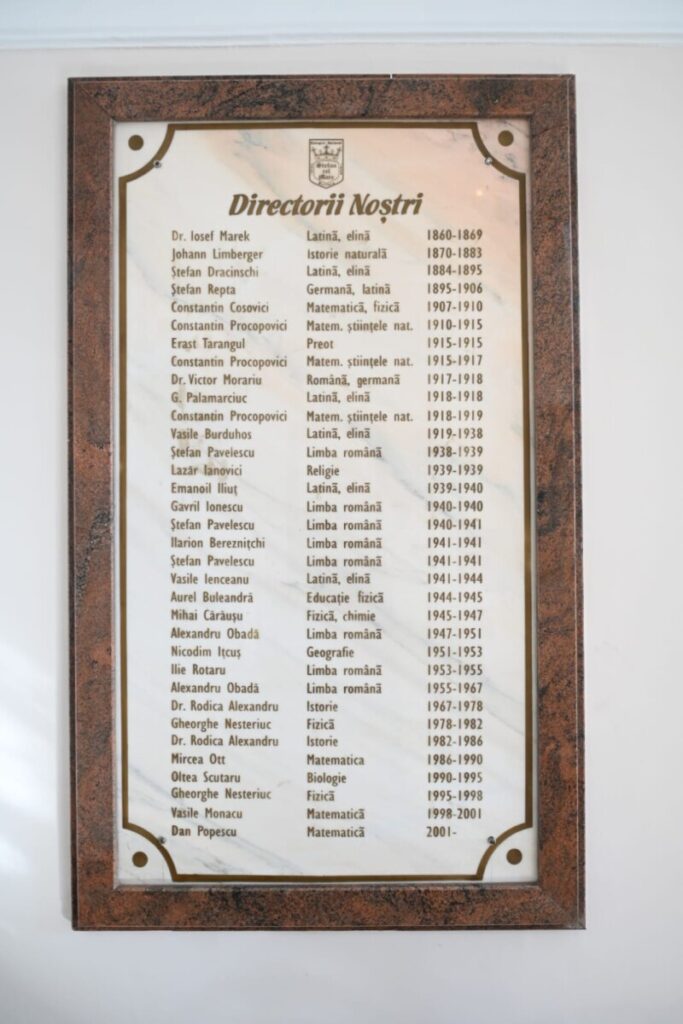 Ștefan
cel
Mare
Directorii Noștri
Dr. Iosef Marek Latină, elină 1860-1869
Johann Limberger Istorie naturală 1870-1883
Ștefan Dracinschi Latină, elină 1884-1895
Ștefan Repta Germană, latină 1895-1906
Constantin Cosovici Matematică, fizică 1907-1910
Constantin Procopovici Matem. științele nat. 1910-1915
Erast Tarangul Preot 1915-1915
Constantin Procopovici Matem. științele nat. 1915-1917
Dr. Victor Morariu Română, germană 1917-1918
G. Palamarciuc Latină, elină 1918-1918
Constantin Procopovici Matem. științele nat. 1918-1919
Vasile Burduhos Latină, elină 1919-1938
Ștefan Pavelescu Limba română 1938-1939
Lazăr Ianovici Religie 1939-1939
Emanoil Iliuț Latină, elină 1939-1940
Gavril Ionescu Limba română 1940-1940
Ștefan Pavelescu Limba română 1940-1941
Ilarion Bereznițchi Limba română 1941-1941
Ștefan Pavelescu Limba română 1941-1941
Vasile Ienceanu Latină, elină 1941-1944
Aurel Buleandră Educație fizică 1944-1945
Mihai Cărăușu Fizică, chimie 1945-1947
Alexandru Obadă Limba română 1947-1951
Nicodim Ițcuș Geografie 1951-1953
Ilie Rotaru Limba română 1953-1955
Alexandru Obadă Limba română 1955-1967
Dr. Rodica Alexandru Istorie 1967-1978
Gheorghe Nesteriuc Fizică 1978-1982
Dr. Rodica Alexandru Istorie 1982-1986
Mircea Ott Matematica 1986-1990
Oltea Scutaru Biologie 1990-1995
Gheorghe Nesteriuc Fizică 1995-1998
Vasile Monacu Matematică 1998-2001
Dan Popescu Matematică 2001-